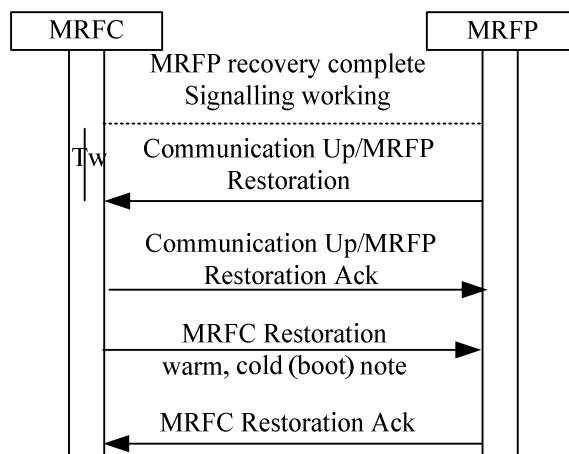 MRFC
MRFP
MRFP recovery complete
Signalling working
Tw
Communication Up/MRFP
Restoration
Communication Up/MRFP
Restoration Ack
MRFC Restoration
warm, cold (boot) note
MRFC Restoration Ack